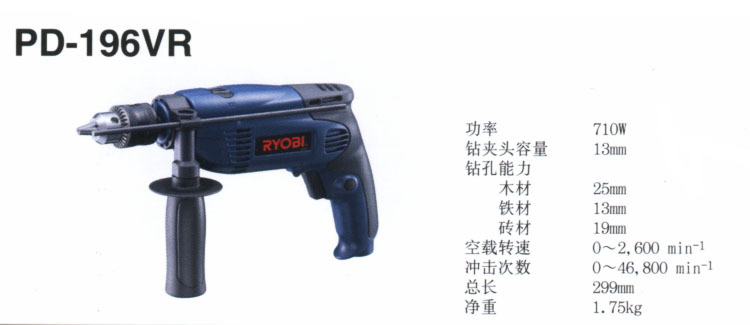 PD-196VR
RYOBI
功率 710W
钻夹头容量 13mm
钻孔能力
木材 25mm
铁材 13mm
砖材 19mm
空载转速 0～2,600 min⁻¹
冲击次数 0～46,800 min⁻¹
总长 299mm
净重 1.75kg